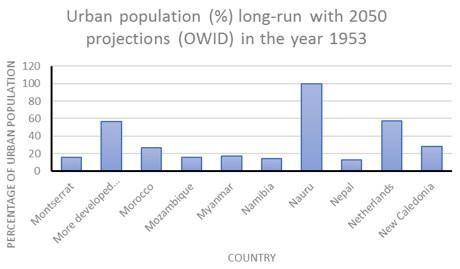 Urban population (%) long-run with 2050
projections (OWID) in the year 1953
PERCENTAGE OF URBAN POPULATION
120
100
80
60
40
20
0
Montserrat
More developed...
Morocco
Mozambique
Myanmar
Namibia
Nauru
Nepal
Netherlands
New Caledonia
COUNTRY